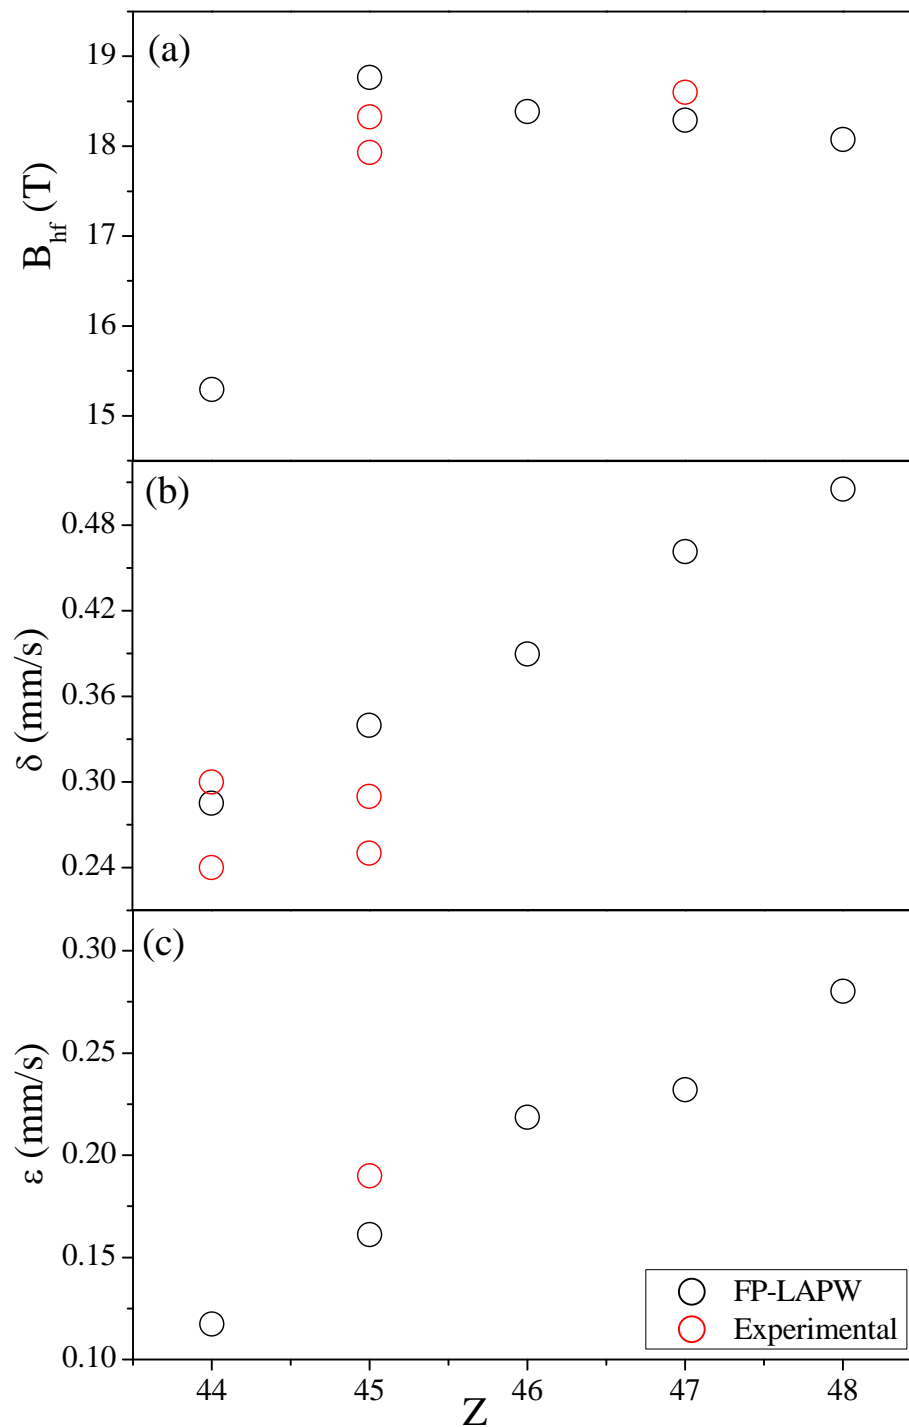 (a)
19
18
17
16
15
B_hf (T)
(b)
0.48
0.42
0.36
0.30
0.24
δ (mm/s)
(c)
0.30
0.25
0.20
0.15
0.10
ε (mm/s)
FP-LAPW
Experimental
44 45 46 47 48
Z